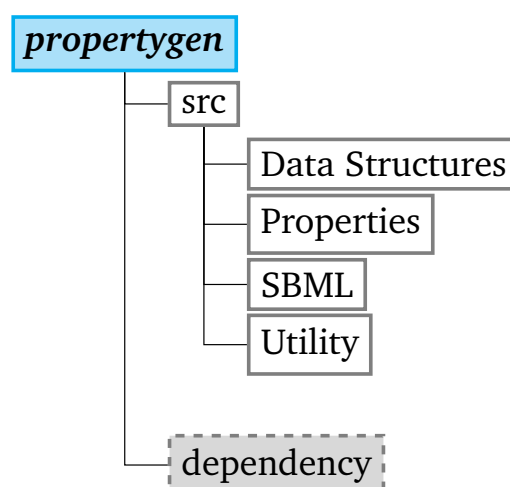 propertygen
src
Data Structures
Properties
SBML
Utility
dependency